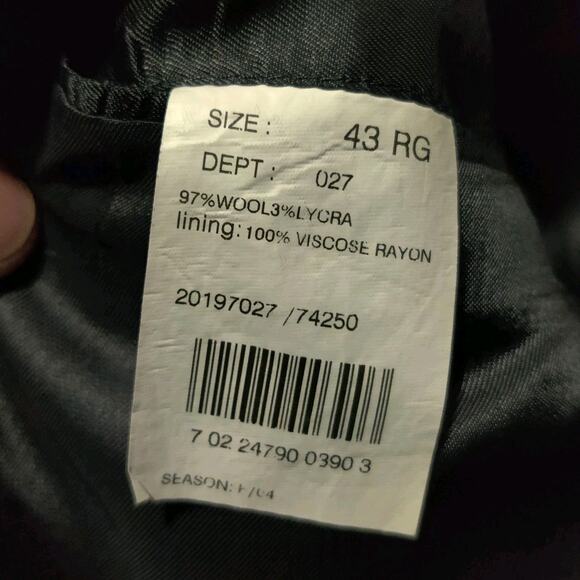 SIZE : 43 RG
DEPT : 027
97%WOOL3%LYCRA
lining: 100% VISCOSE RAYON
20197027 /74250
7 02 24790 0390 3
SEASON: F/04